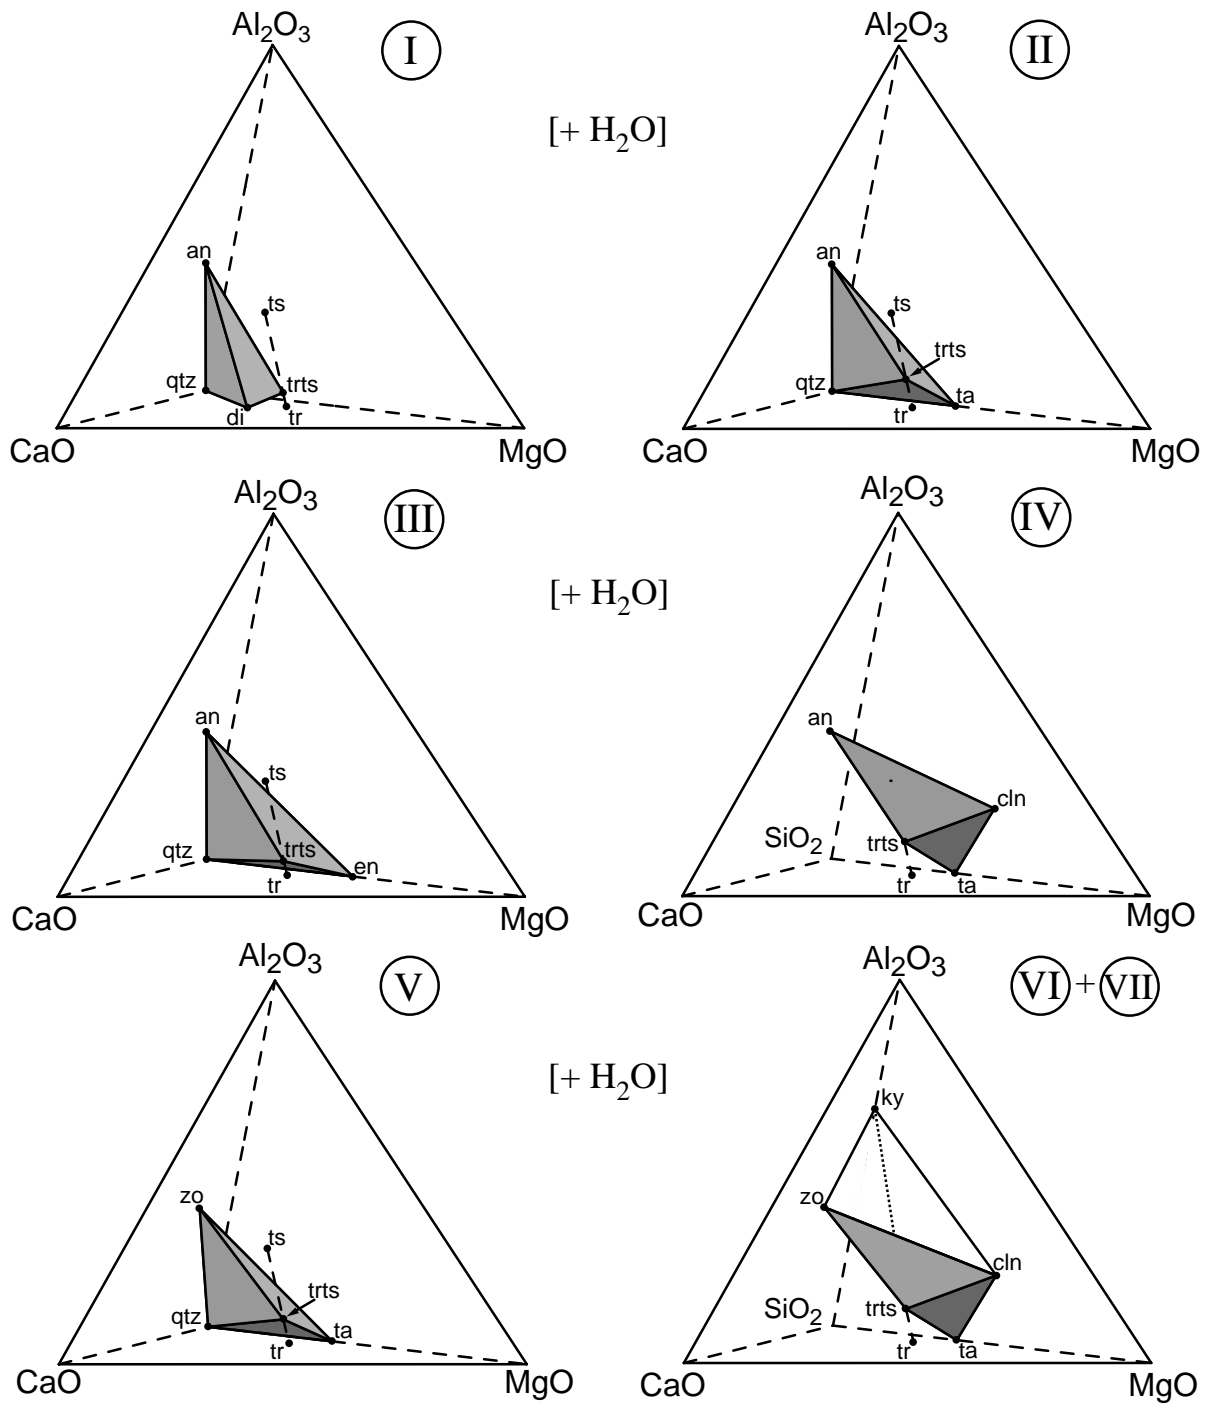 Al2O3 I
Al2O3 II
[+ H2O]
an
ts
qtz
trts
di
tr
CaO
MgO
an
ts
trts
qtz
ta
tr
CaO
MgO
Al2O3 III
Al2O3 IV
[+ H2O]
an
ts
qtz
trts
en
tr
CaO
MgO
an
cln
SiO2
trts
tr
ta
CaO
MgO
Al2O3 V
Al2O3 VI + VII
[+ H2O]
zo
ts
trts
qtz
ta
tr
CaO
MgO
ky
zo
cln
SiO2
trts
tr
ta
CaO
MgO